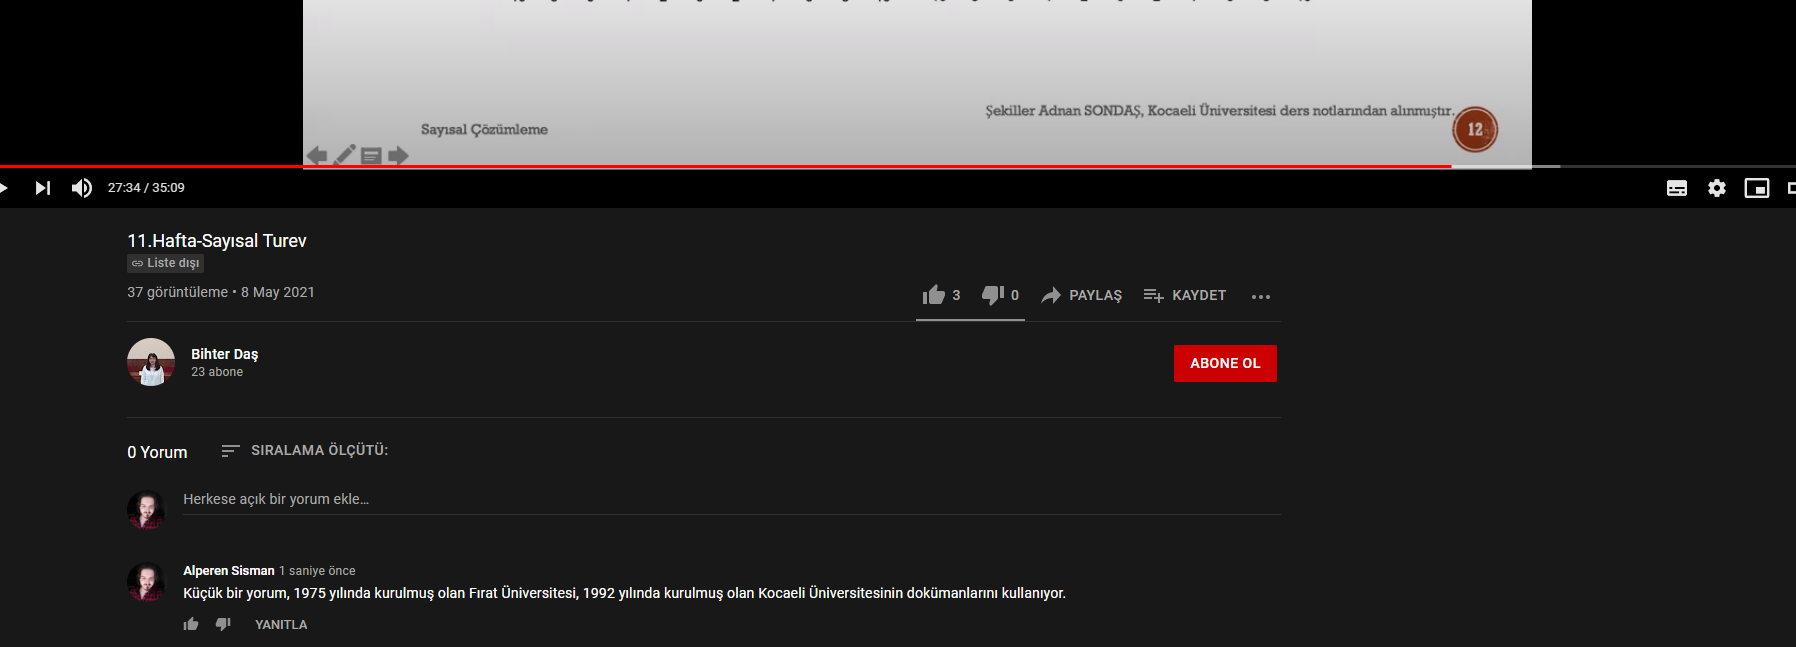 Şekiller Adnan SONDAŞ, Kocaeli Üniversitesi ders notlarından alınmıştır.
Sayısal Çözümleme
12
27:34 / 35:09
11.Hafta-Sayısal Turev
Liste dışı
37 görüntüleme • 8 May 2021
3
0
PAYLAŞ
KAYDET
Bihter Daş
23 abone
ABONE OL
0 Yorum
SIRALAMA ÖLÇÜTÜ:
Herkese açık bir yorum ekle...
Alperen Sisman 1 saniye önce
Küçük bir yorum, 1975 yılında kurulmuş olan Fırat Üniversitesi, 1992 yılında kurulmuş olan Kocaeli Üniversitesinin dokümanlarını kullanıyor.
YANITLA